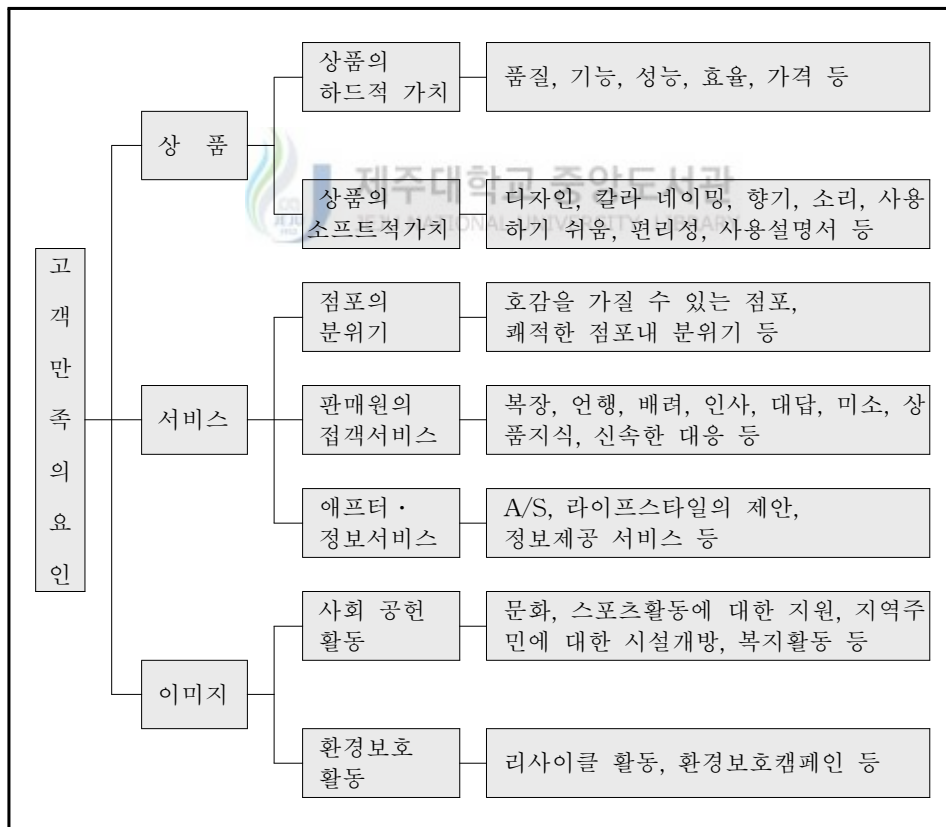 고
객
만
족
의
요
인
상 품
상품의
하드적 가치
품질, 기능, 성능, 효율, 가격 등
제주대학교 중앙도서관
JEJU NATIONAL UNIVERSITY LIBRARY
상품의
소프트적가치
디자인, 칼라 네이밍, 향기, 소리, 사용
하기 쉬움, 편리성, 사용설명서 등
서비스
점포의
분위기
호감을 가질 수 있는 점포,
쾌적한 점포내 분위기 등
판매원의
접객서비스
복장, 언행, 배려, 인사, 대답, 미소, 상
품지식, 신속한 대응 등
애프터·
정보서비스
A/S, 라이프스타일의 제안,
정보제공 서비스 등
이미지
사회 공헌
활동
문화, 스포츠활동에 대한 지원, 지역주
민에 대한 시설개방, 복지활동 등
환경보호
활동
리사이클 활동, 환경보호캠페인 등